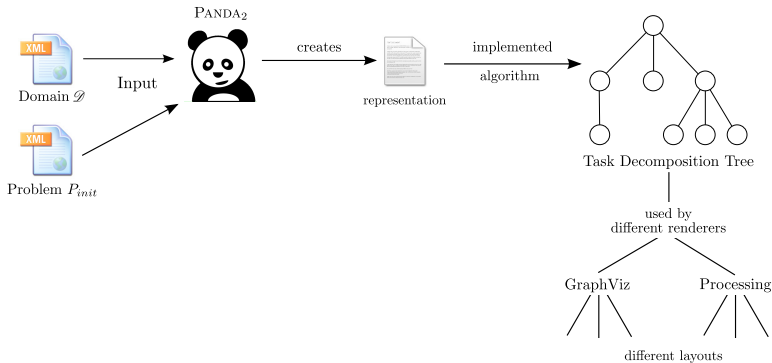 PANDA2
XML
Domain 𝒟
Input
creates
representation
implemented
algorithm
XML
Problem Pinit
Task Decomposition Tree
used by
different renderers
GraphViz
Processing
different layouts